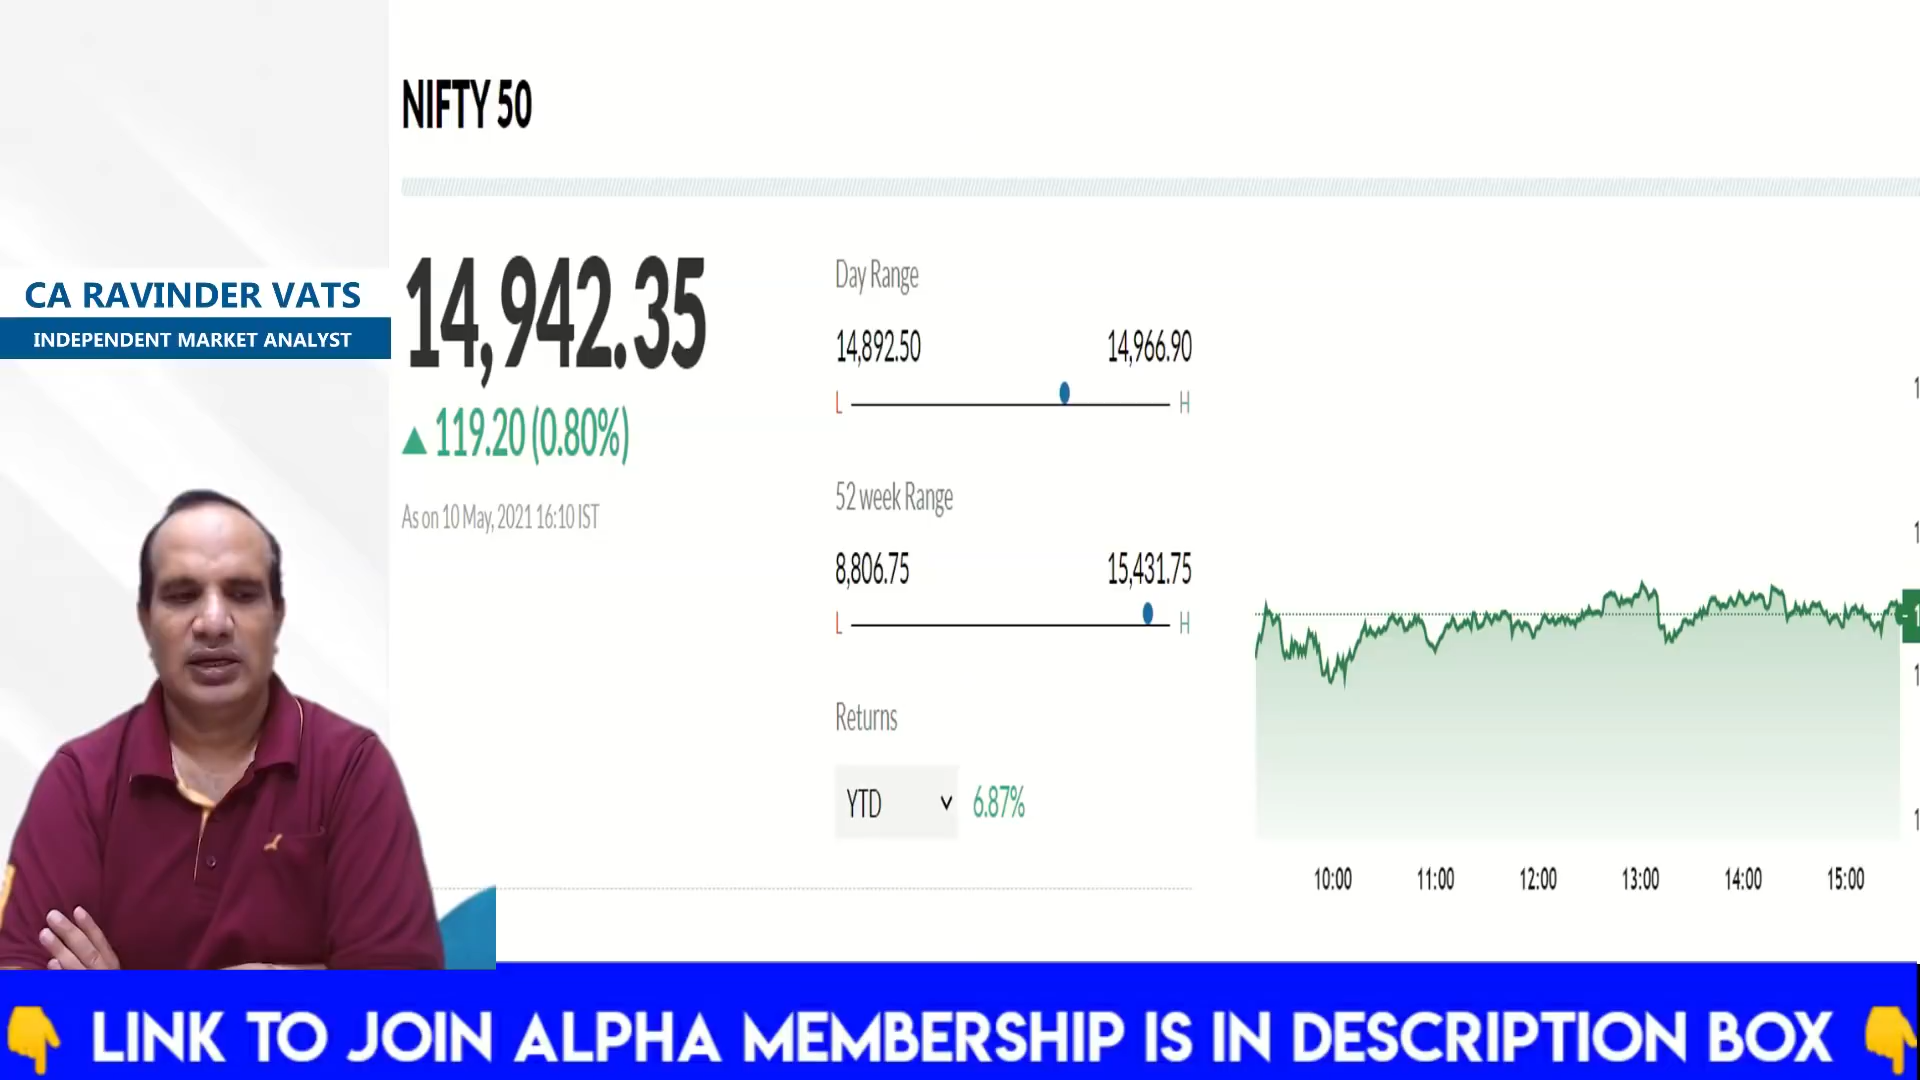 NIFTY 50
CA RAVINDER VATS
INDEPENDENT MARKET ANALYST
14,942.35
▲ 119.20 (0.80%)
As on 10 May, 2021 16:10 IST
Day Range
14,892.50 14,966.90
L H
52 week Range
8,806.75 15,431.75
L H
Returns
YTD 6.87%
10:00 11:00 12:00 13:00 14:00 15:00
👇 LINK TO JOIN ALPHA MEMBERSHIP IS IN DESCRIPTION BOX 👇